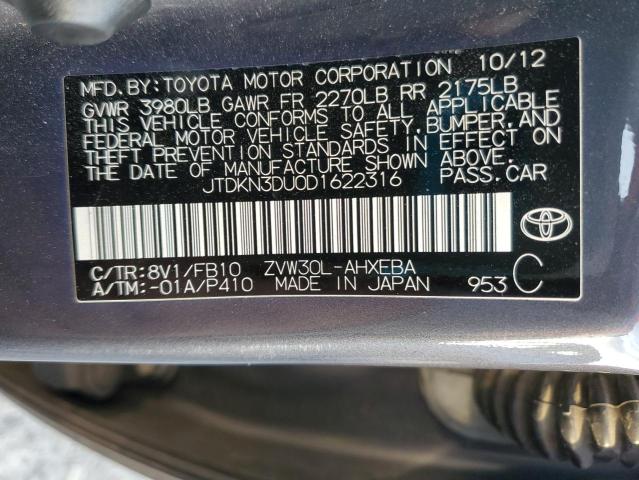 MFD.BY:TOYOTA MOTOR CORPORATION 10/12
GVWR 3980LB GAWR FR 2270LB RR 2175LB
THIS VEHICLE CONFORMS TO ALL APPLICABLE
FEDERAL MOTOR VEHICLE SAFETY,BUMPER,AND
THEFT PREVENTION STANDARDS IN EFFECT ON
THE DATE OF MANUFACTURE SHOWN ABOVE.
JTDKN3DU0D1622316 PASS.CAR
C/TR:8V1/FB10 ZVW30L-AHXEBA
A/TM:-01A/P410 MADE IN JAPAN 953 C